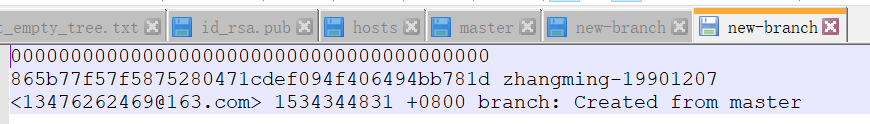 t_empty_tree.txt id_rsa.pub hosts master new-branch new-branch
0000000000000000000000000000000000000000
865b77f57f5875280471cdef094f406494bb781d zhangming-19901207
<13476262469@163.com> 1534344831 +0800 branch: Created from master